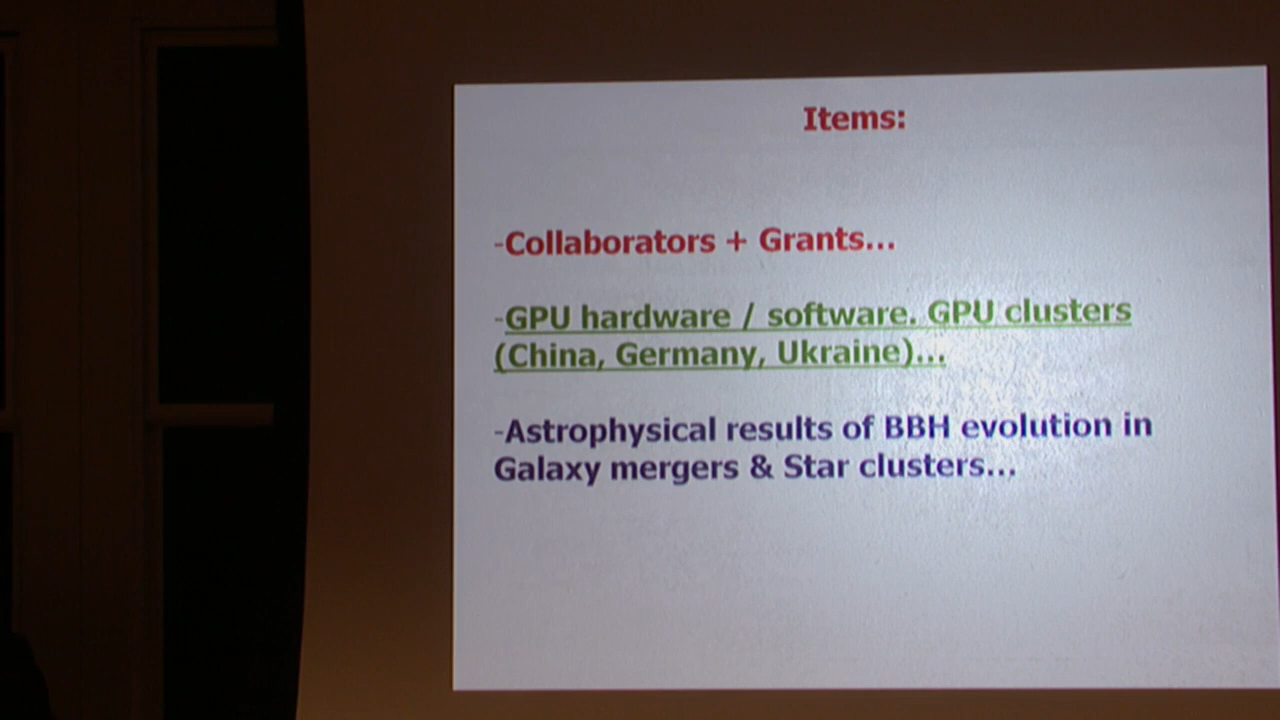 Items:
-Collaborators + Grants...
-GPU hardware / software. GPU clusters
(China, Germany, Ukraine)...
-Astrophysical results of BBH evolution in
Galaxy mergers & Star clusters...